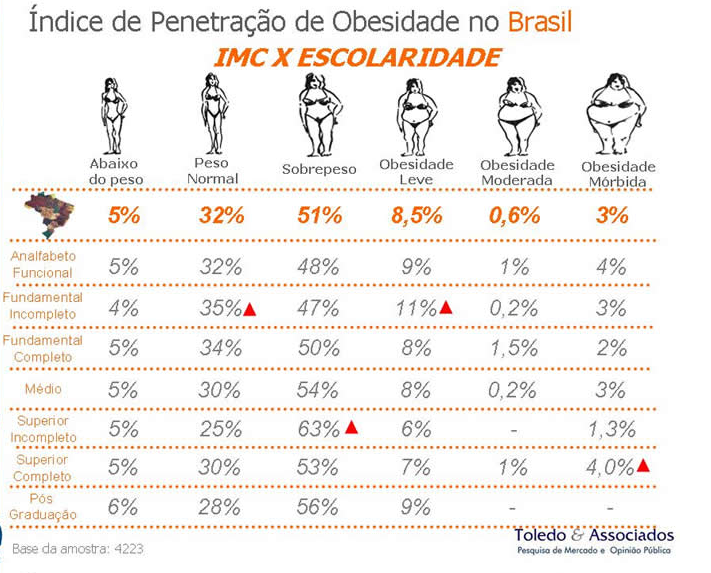 Índice de Penetração de Obesidade no Brasil
IMC X ESCOLARIDADE
Abaixo do peso
Peso Normal
Sobrepeso
Obesidade Leve
Obesidade Moderada
Obesidade Mórbida
5% 32% 51% 8,5% 0,6% 3%
Analfabeto Funcional 5% 32% 48% 9% 1% 4%
Fundamental Incompleto 4% 35% 47% 11% 0,2% 3%
Fundamental Completo 5% 34% 50% 8% 1,5% 2%
Médio 5% 30% 54% 8% 0,2% 3%
Superior Incompleto 5% 25% 63% 6% - 1,3%
Superior Completo 5% 30% 53% 7% 1% 4,0%
Pós Graduação 6% 28% 56% 9% - -
Base da amostra: 4223
Toledo & Associados
Pesquisa de Mercado e Opinião Pública